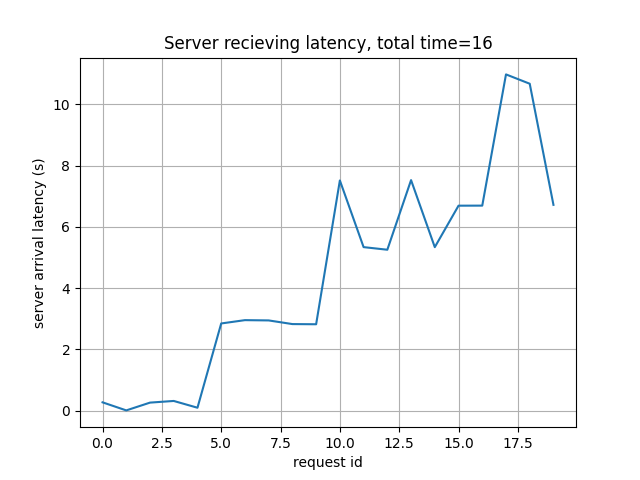 Server recieving latency, total time=16
server arrival latency (s)
10
8
6
4
2
0
0.0 2.5 5.0 7.5 10.0 12.5 15.0 17.5
request id